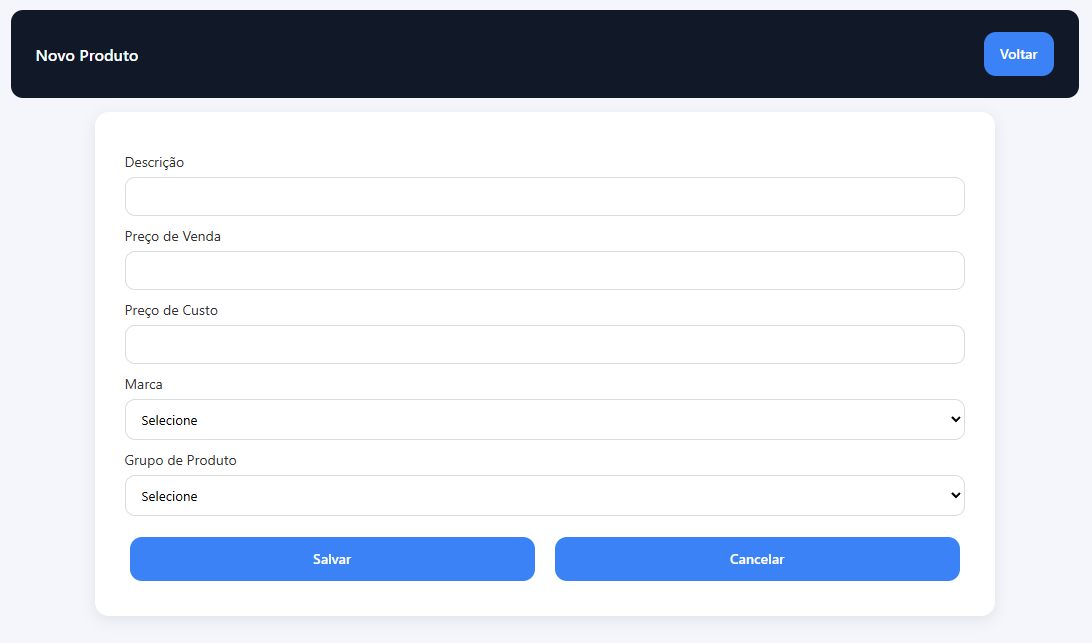 Novo Produto
Voltar
Descrição
Preço de Venda
Preço de Custo
Marca
Selecione
Grupo de Produto
Selecione
Salvar
Cancelar